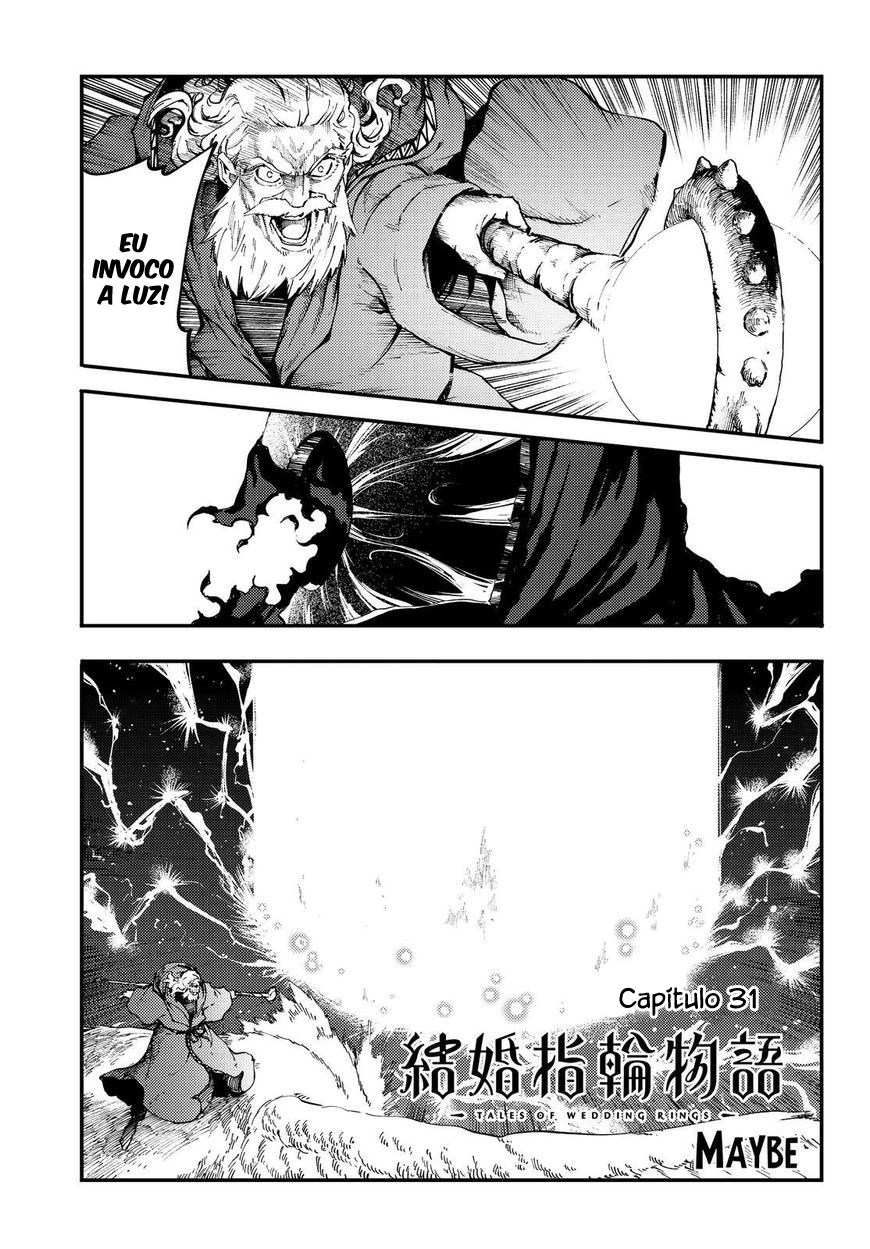 EU
INVOCO
A LUZ!
Capítulo 31
結婚指輪物語
TALES OF WEDDING RINGS
MAYBE